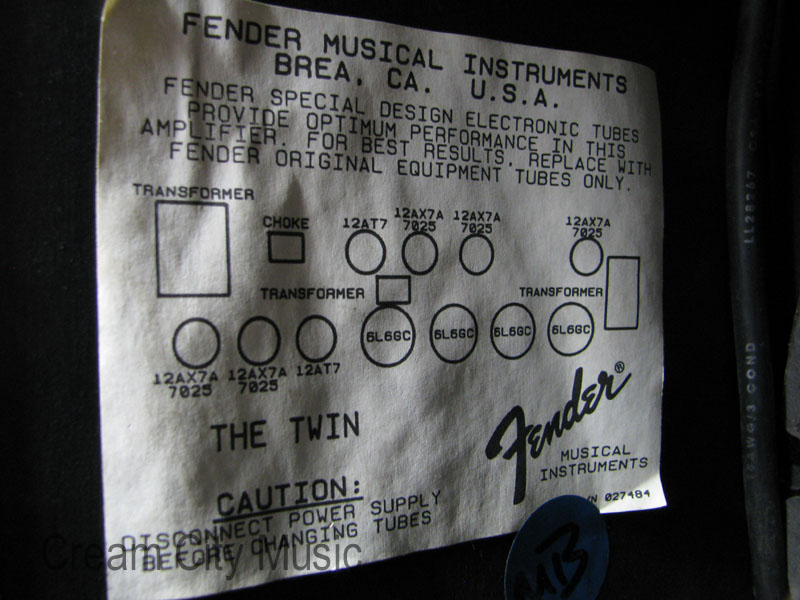 FENDER MUSICAL INSTRUMENTS
BREA, CA. U.S.A.
FENDER SPECIAL DESIGN ELECTRONIC TUBES
PROVIDE OPTIMUM PERFORMANCE IN THIS
AMPLIFIER. FOR BEST RESULTS, REPLACE WITH
FENDER ORIGINAL EQUIPMENT TUBES ONLY.
TRANSFORMER
CHOKE
12AT7
12AX7A
7025
12AX7A
7025
12AX7A
7025
TRANSFORMER
TRANSFORMER
6L6GC
6L6GC
6L6GC
6L6GC
12AX7A
7025
12AX7A
7025
12AT7
THE TWIN
Fender®
MUSICAL
INSTRUMENTS
/N 027484
CAUTION:
DISCONNECT POWER SUPPLY
BEFORE CHANGING TUBES
Cream City Music
MB
LL28267
COND